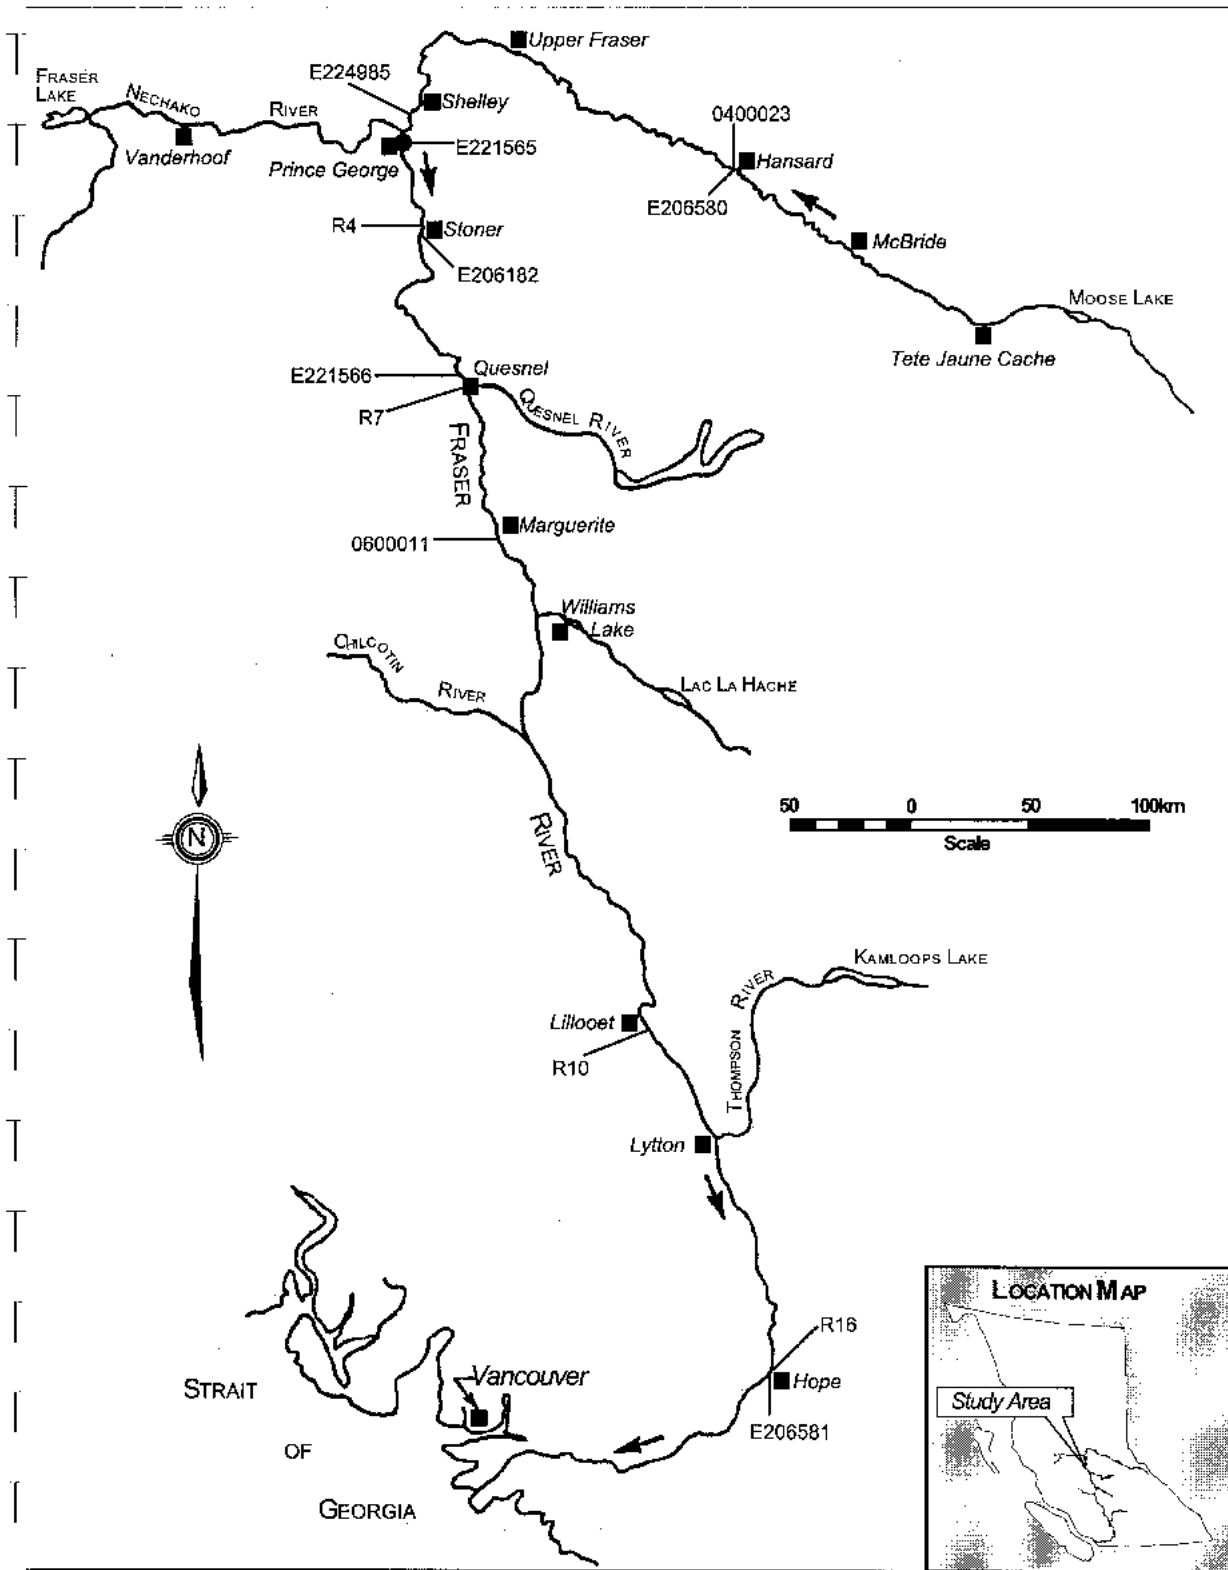 Upper Fraser
E224985
FRASER
LAKE
NECHAKO
RIVER
Shelley
0400023
Vanderhoof
Prince George
E221565
Hansard
E206580
R4
Stoner
McBride
E206182
MOOSE LAKE
Tete Jaune Cache
E221566
Quesnel
R7
QUESNEL RIVER
FRASER
Marguerite
0600011
Williams
Lake
CHILCOTIN
RIVER
LAC LA HACHE
50 0 50 100km
Scale
N
RIVER
KAMLOOPS LAKE
THOMPSON RIVER
Lillooet
R10
Lytton
LOCATION MAP
R16
STRAIT
Vancouver
Hope
Study Area
E206581
OF
GEORGIA